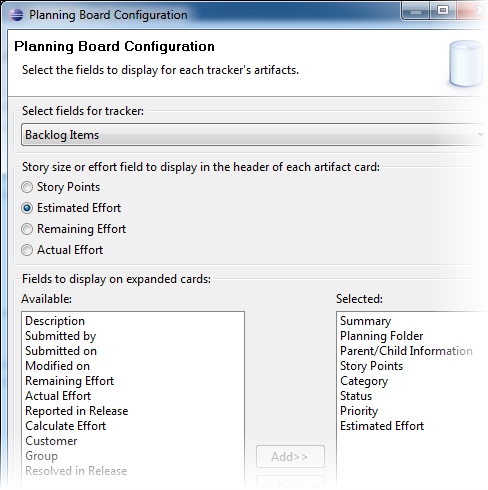 Planning Board Configuration
Planning Board Configuration
Select the fields to display for each tracker's artifacts.
Select fields for tracker:
Backlog Items
Story size or effort field to display in the header of each artifact card:
Story Points
Estimated Effort
Remaining Effort
Actual Effort
Fields to display on expanded cards:
Available:
Description
Submitted by
Submitted on
Modified on
Remaining Effort
Actual Effort
Reported in Release
Calculate Effort
Customer
Group
Resolved in Release
Add>>
Selected:
Summary
Planning Folder
Parent/Child Information
Story Points
Category
Status
Priority
Estimated Effort